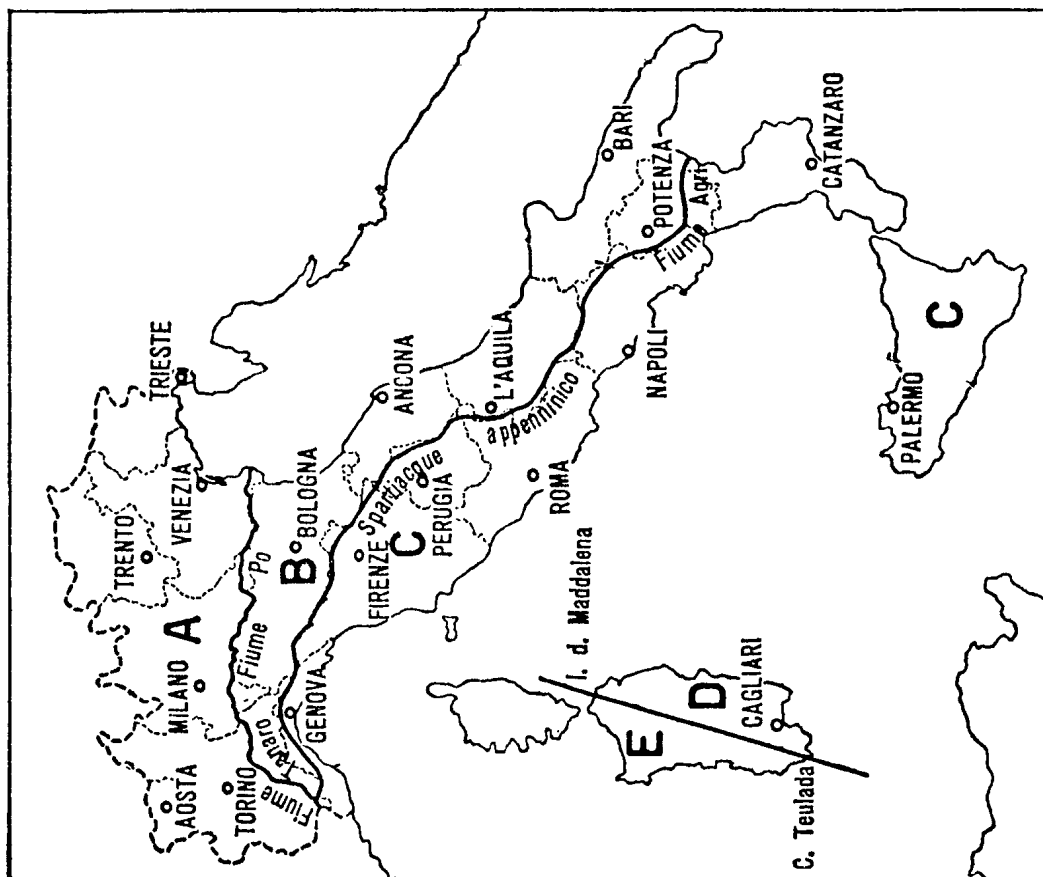 TRIESTE
TRENTO
VENEZIA
A
MILANO
AOSTA
TORINO
Fiume Po
Fiume Tanaro
B
BOLOGNA
GENOVA
ANCONA
FIRENZE
Spartiacque appenninico
C
PERUGIA
L'AQUILA
ROMA
BARI
POTENZA
Fiume Agri
NAPOLI
CATANZARO
I. d. Maddalena
E
D
CAGLIARI
C. Teulada
PALERMO
C